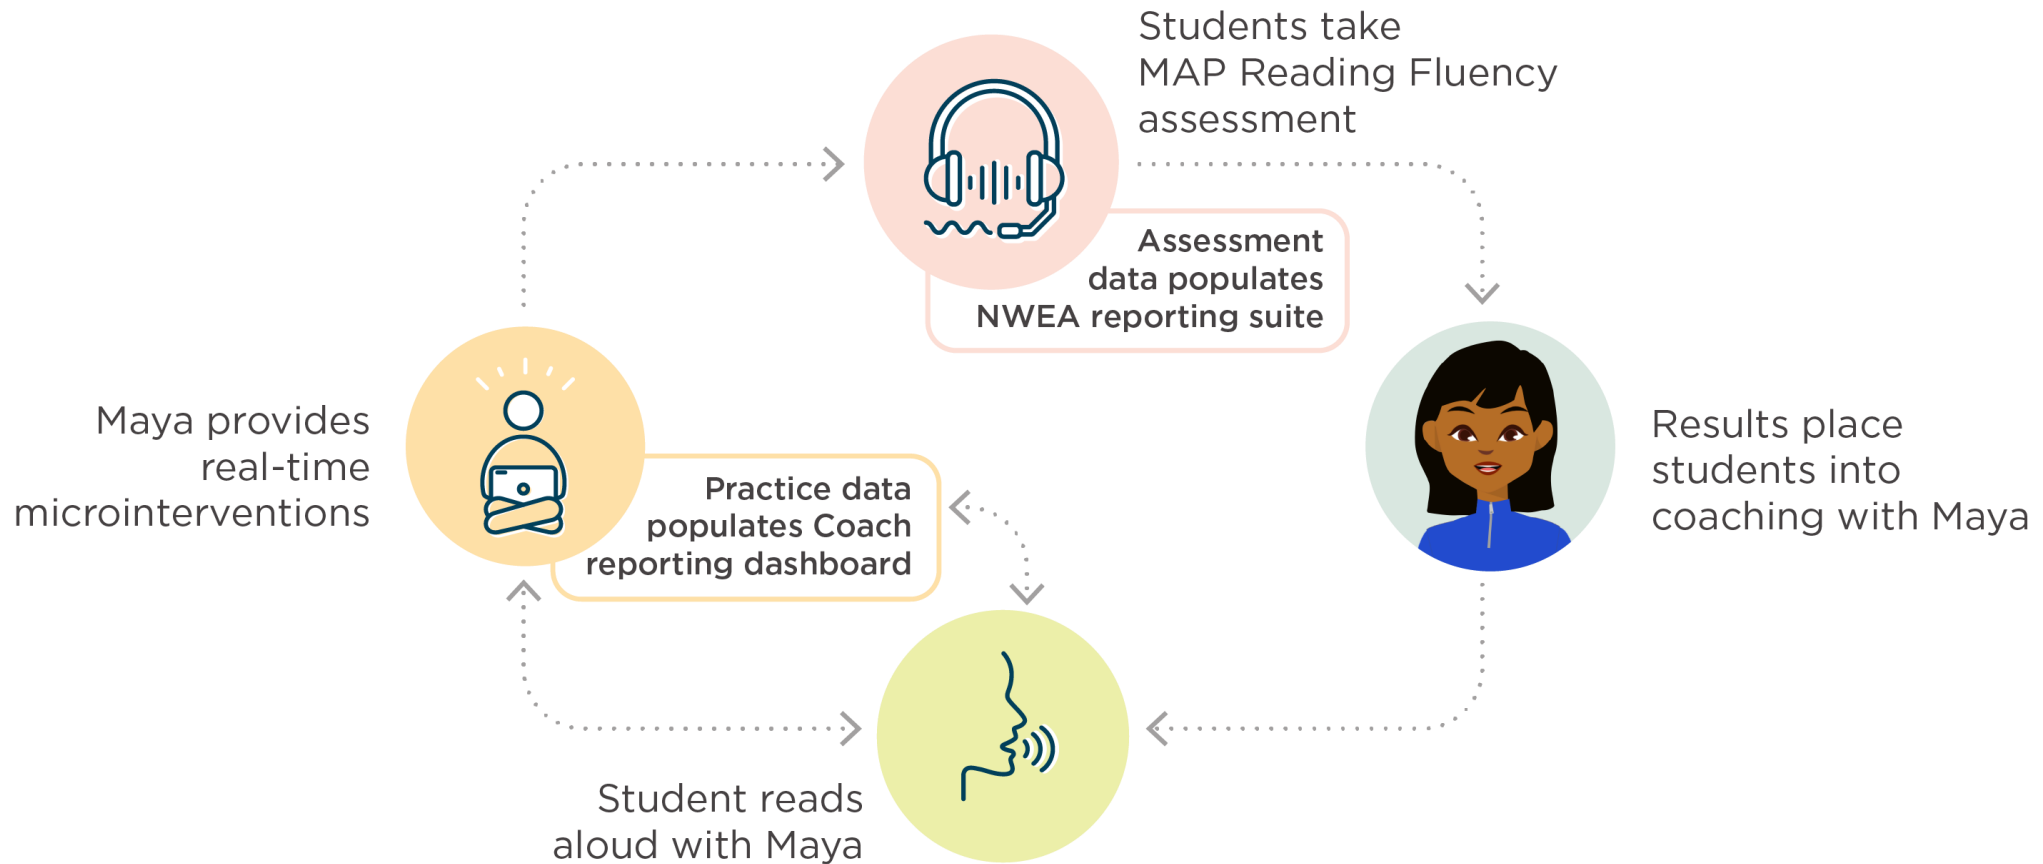 Students take
MAP Reading Fluency
assessment
Assessment
data populates
NWEA reporting suite
Results place
students into
coaching with Maya
Student reads
aloud with Maya
Maya provides
real-time
microinterventions
Practice data
populates Coach
reporting dashboard